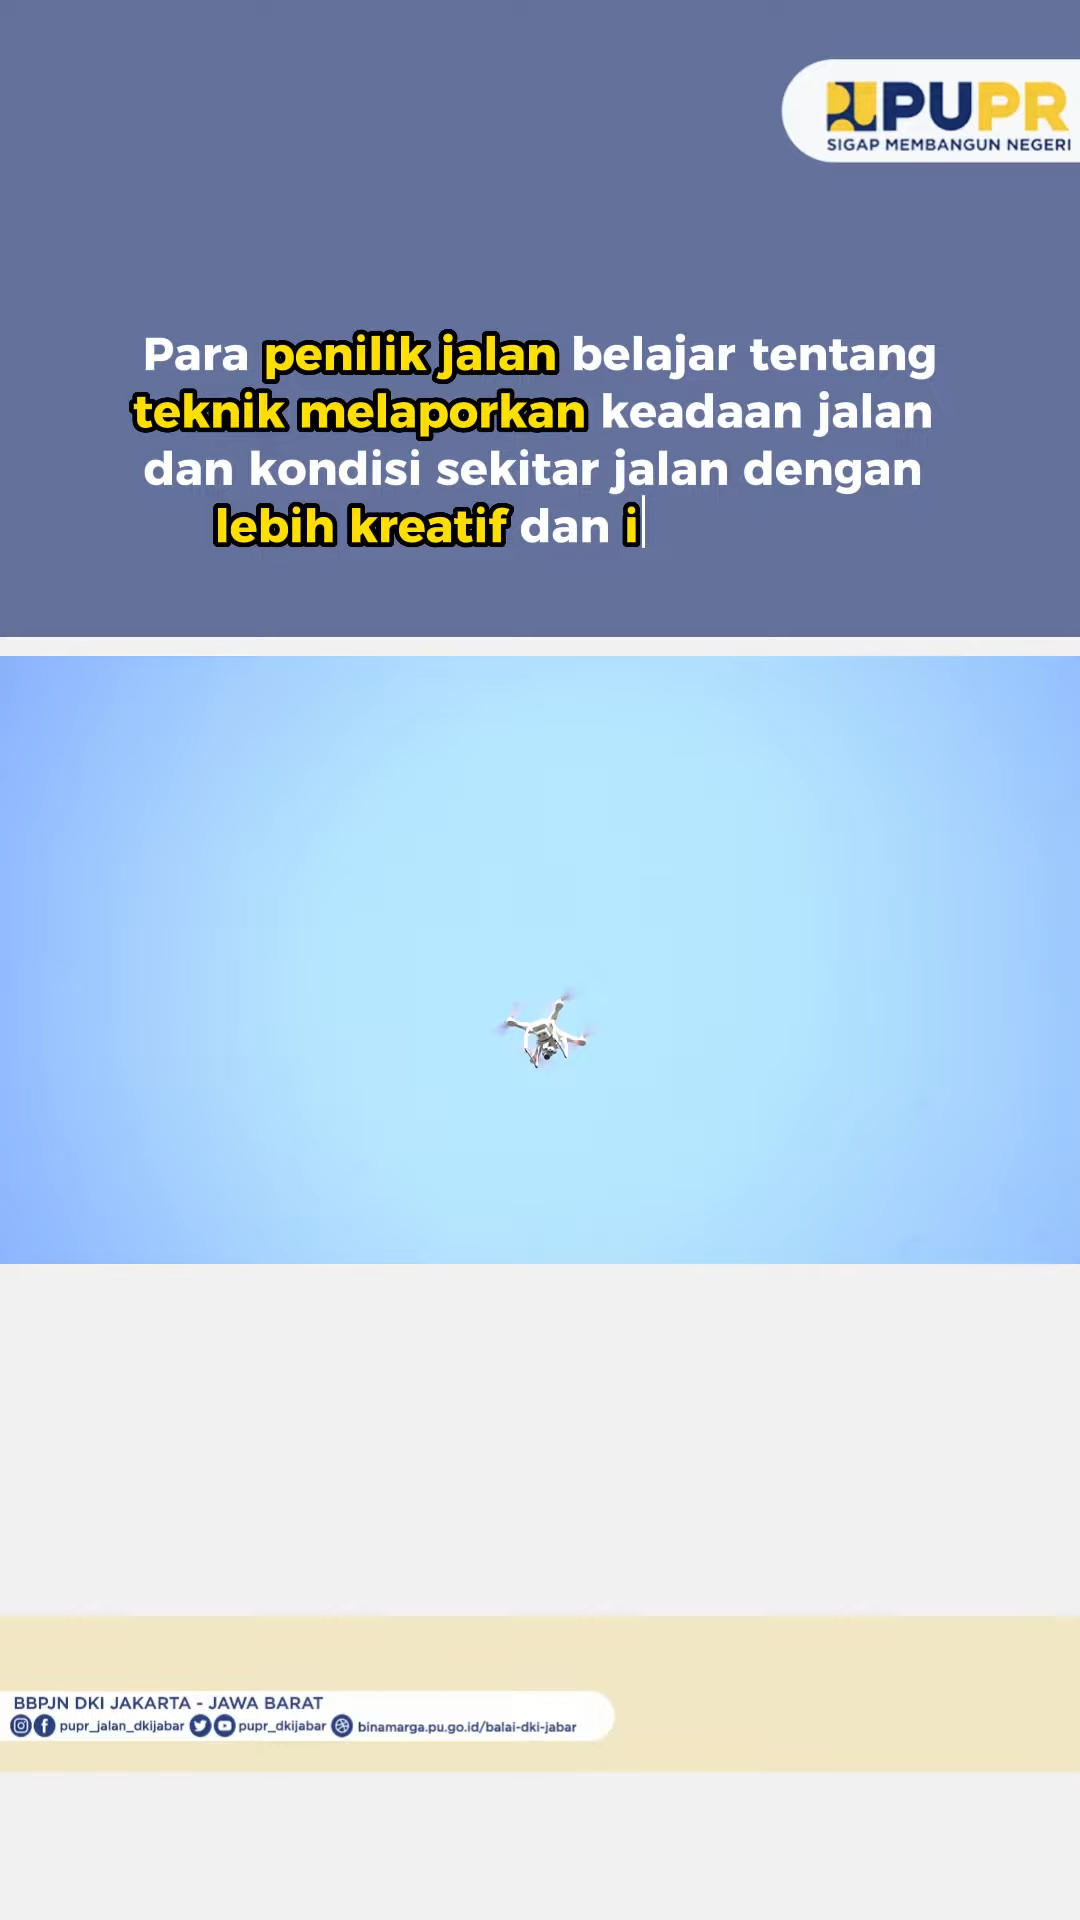 PUPR
SIGAP MEMBANGUN NEGERI
Para penilik jalan belajar tentang
teknik melaporkan keadaan jalan
dan kondisi sekitar jalan dengan
lebih kreatif dan i
BBPJN DKI JAKARTA - JAWA BARAT
pupr_jalan_dkijabar pupr_dkijabar binamarga.pu.go.id/balai-dki-jabar